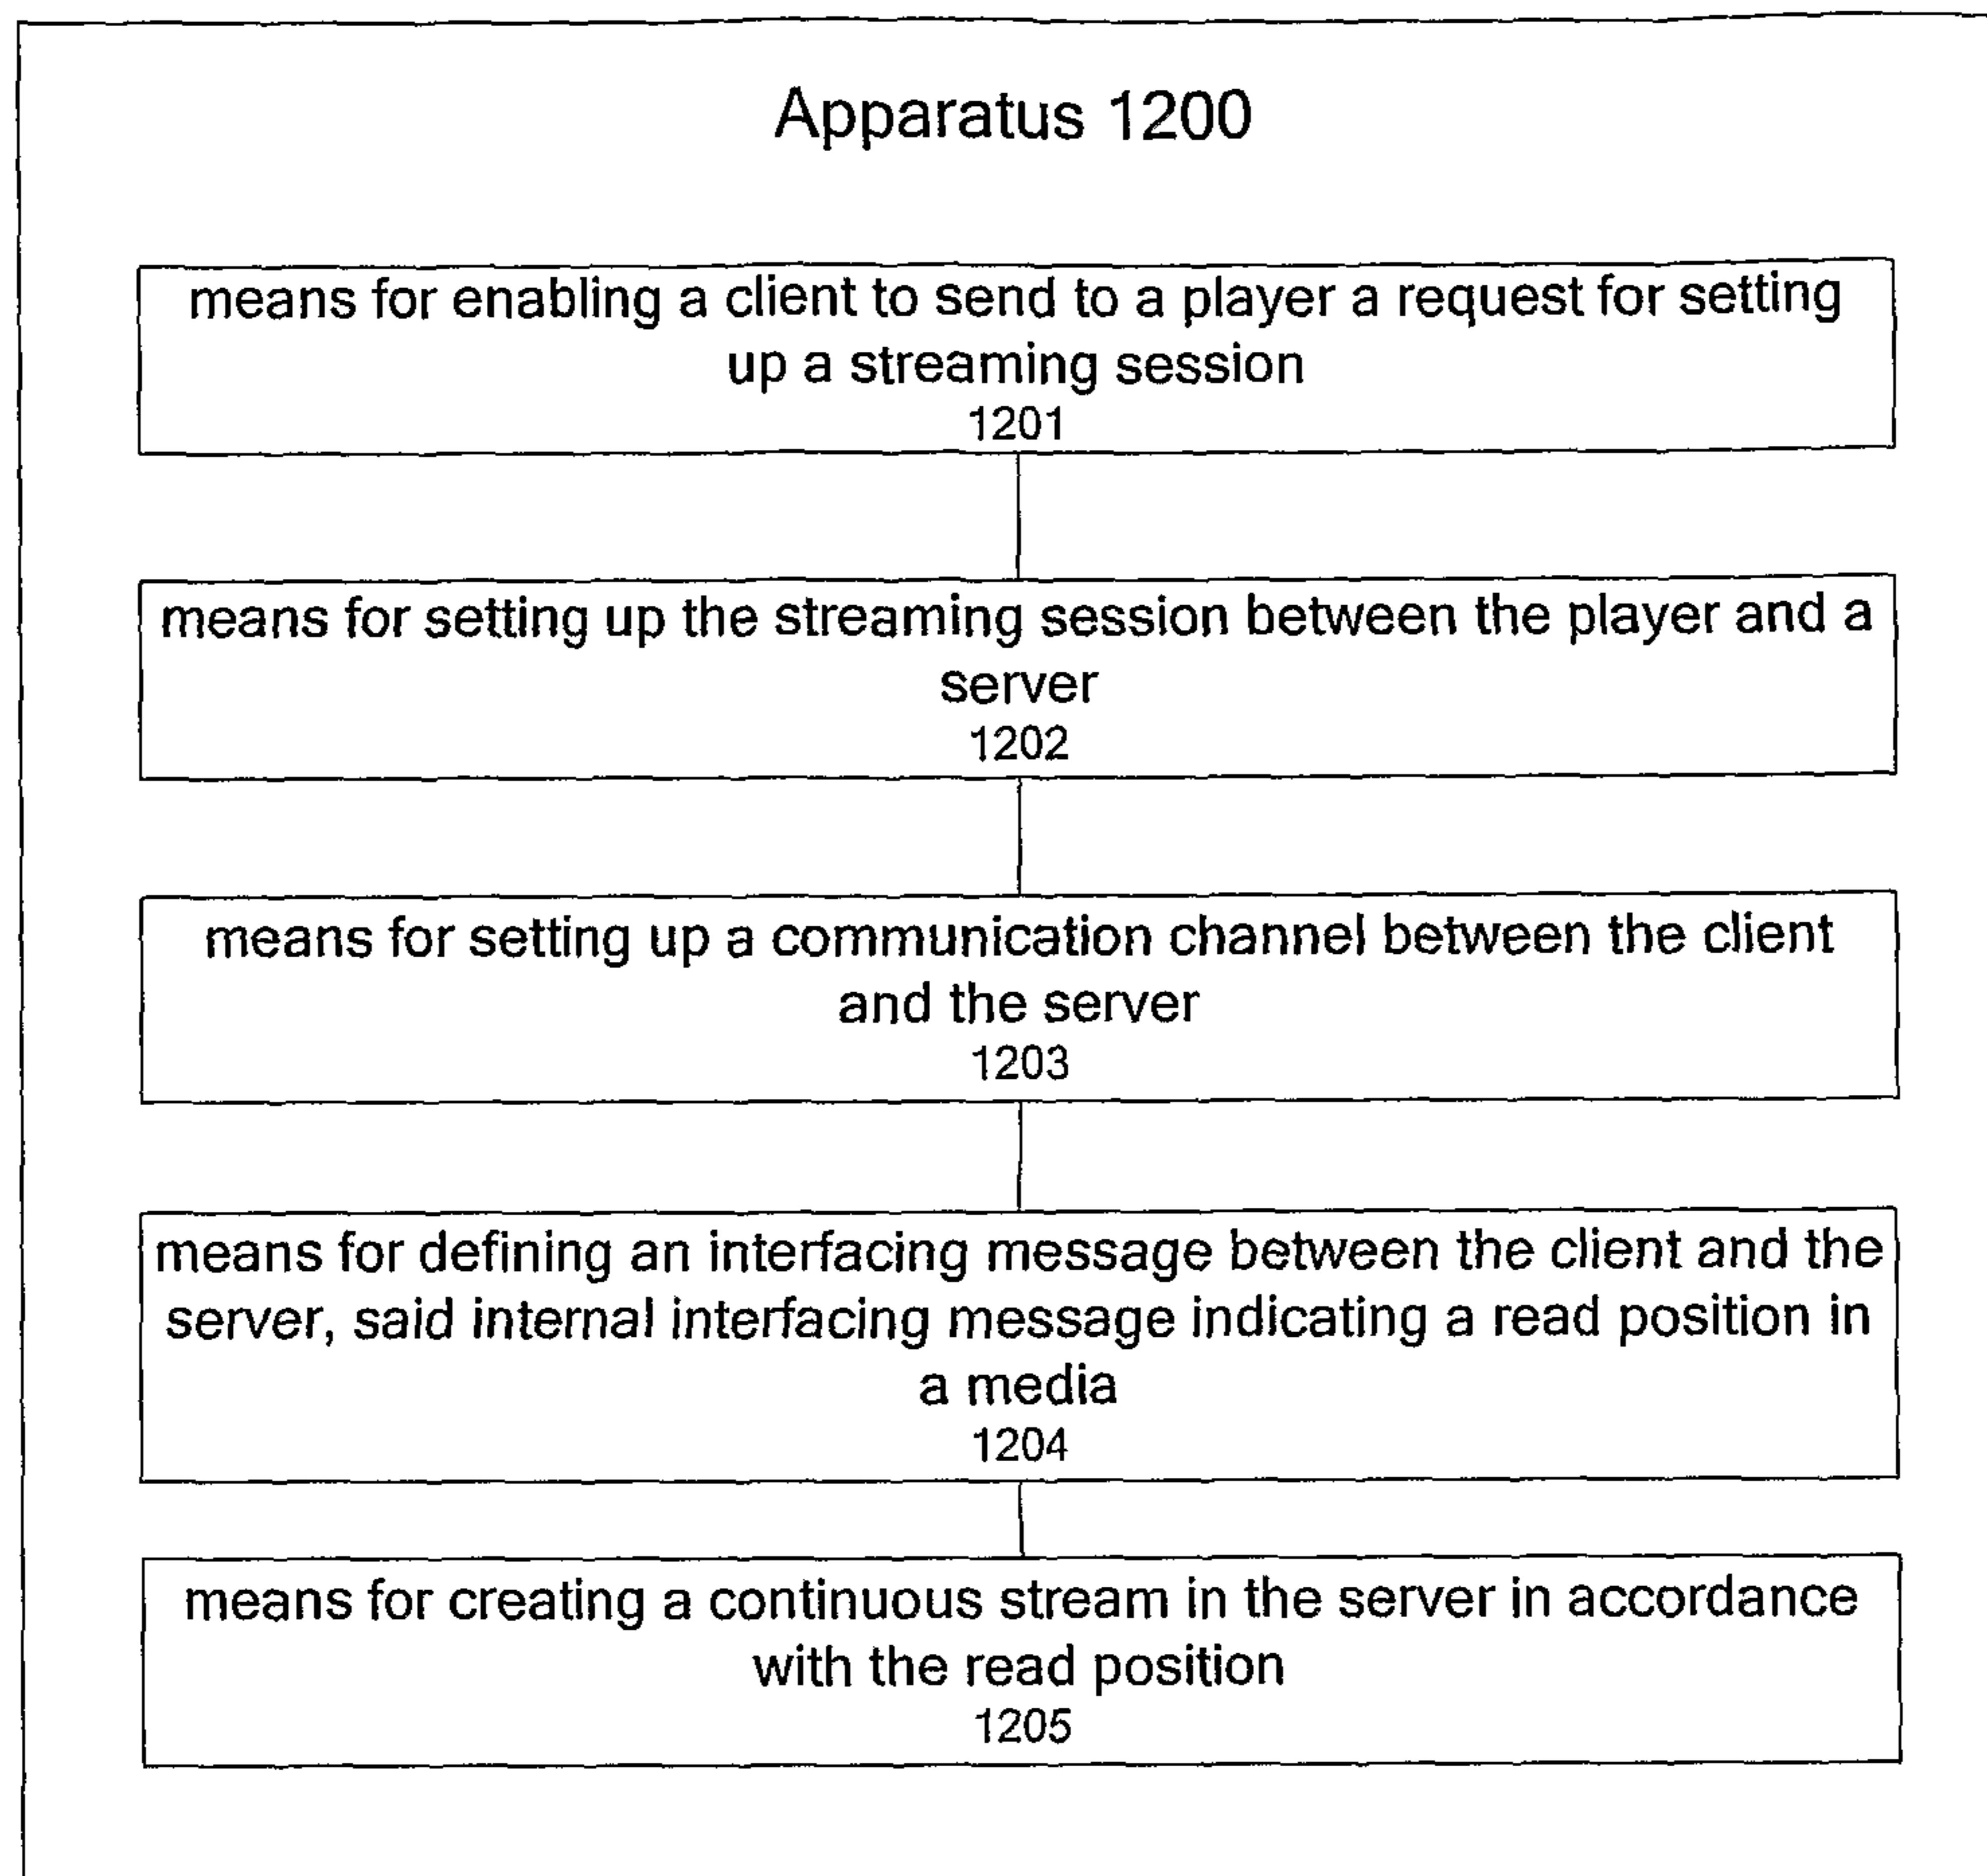 Apparatus 1200
means for enabling a client to send to a player a request for setting
up a streaming session
1201
means for setting up the streaming session between the player and a
server
1202
means for setting up a communication channel between the client
and the server
1203
means for defining an interfacing message between the client and the
server, said internal interfacing message indicating a read position in
a media
1204
means for creating a continuous stream in the server in accordance
with the read position
1205